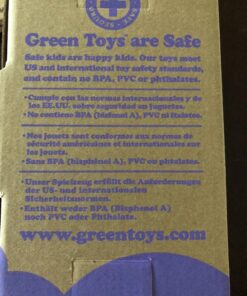 SAFE · SECURE
Green Toys™ are Safe
Safe kids are happy kids. Our toys meet
US and international toy safety standards,
and contain no BPA, PVC or phthalates.
•Cumple con las normas internacionales y de
los EE.UU. sobre seguridad en juguetes.
•No contiene BPA (bisfenol A), PVC ni ftalatos.
•Nos jouets sont conformes aux normes de
sécurité américaines et internationals sur
les jouets.
•Sans BPA (bisphénol A), PVC ou phtalates.
•Unser Spielzeug erfüllt die Anforderungen
der US- und internationalen
Sicherheitsnormen.
•Enthält weder BPA (Bisphenol A)
noch PVC oder Phthalate.
www.greentoys.com